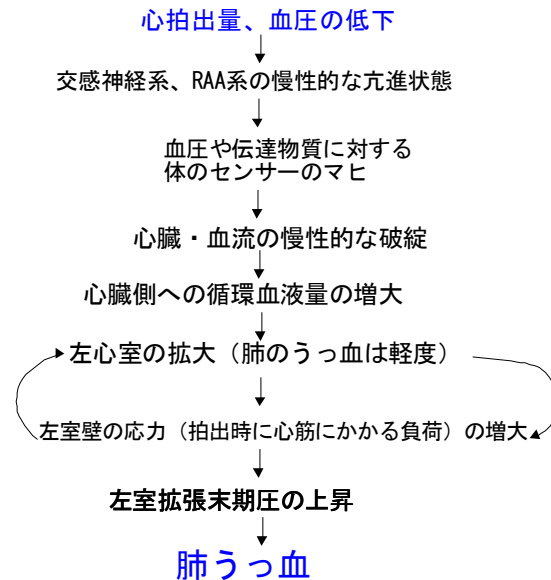 心拍出量、血圧の低下
交感神経系、RAA系の慢性的な亢進状態
血圧や伝達物質に対する
体のセンサーのマヒ
心臓・血流の慢性的な破綻
心臓側への循環血液量の増大
左心室の拡大（肺のうっ血は軽度）
左室壁の応力（拍出時に心筋にかかる負荷）の増大
左室拡張末期圧の上昇
肺うっ血